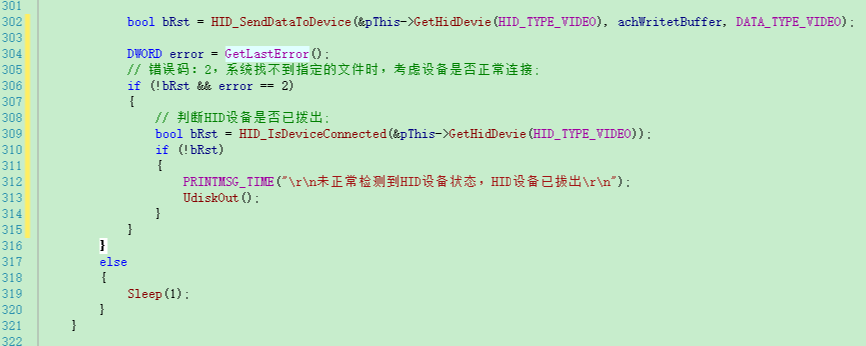 301
302 bool bRst = HID_SendDataToDevice(&pThis->GetHidDevie(HID_TYPE_VIDEO), achWritetBuffer, DATA_TYPE_VIDEO);
303
304 DWORD error = GetLastError();
305 // 错误码：2，系统找不到指定的文件时，考虑设备是否正常连接;
306 if (!bRst && error == 2)
307 {
308 // 判断HID设备是否已拨出;
309 bool bRst = HID_IsDeviceConnected(&pThis->GetHidDevie(HID_TYPE_VIDEO));
310 if (!bRst)
311 {
312 PRINTMSG_TIME("\r\n未正常检测到HID设备状态，HID设备已拔出\r\n");
313 UdiskOut();
314 }
315 }
316 }
317 else
318 {
319 Sleep(1);
320 }
321 }
322